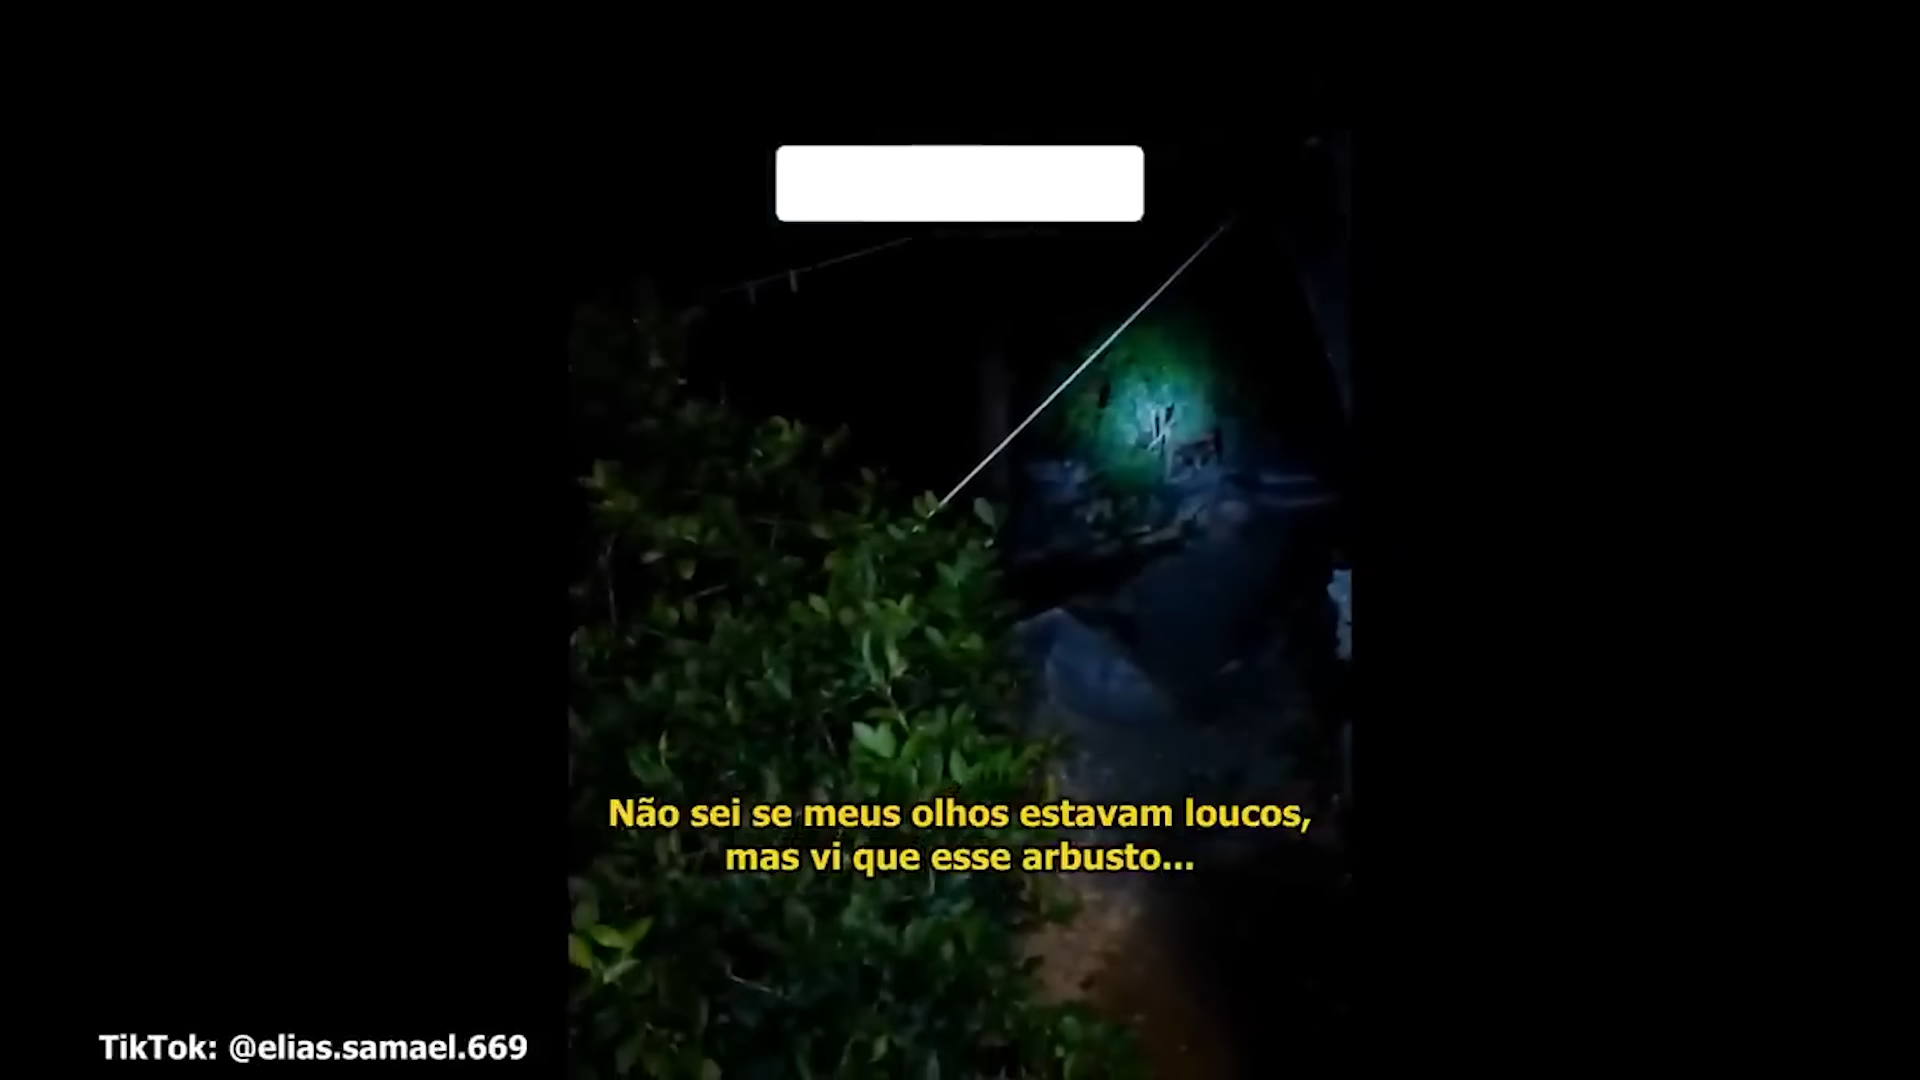 Não sei se meus olhos estavam loucos,
mas vi que esse arbusto...
TikTok: @elias.samael.669